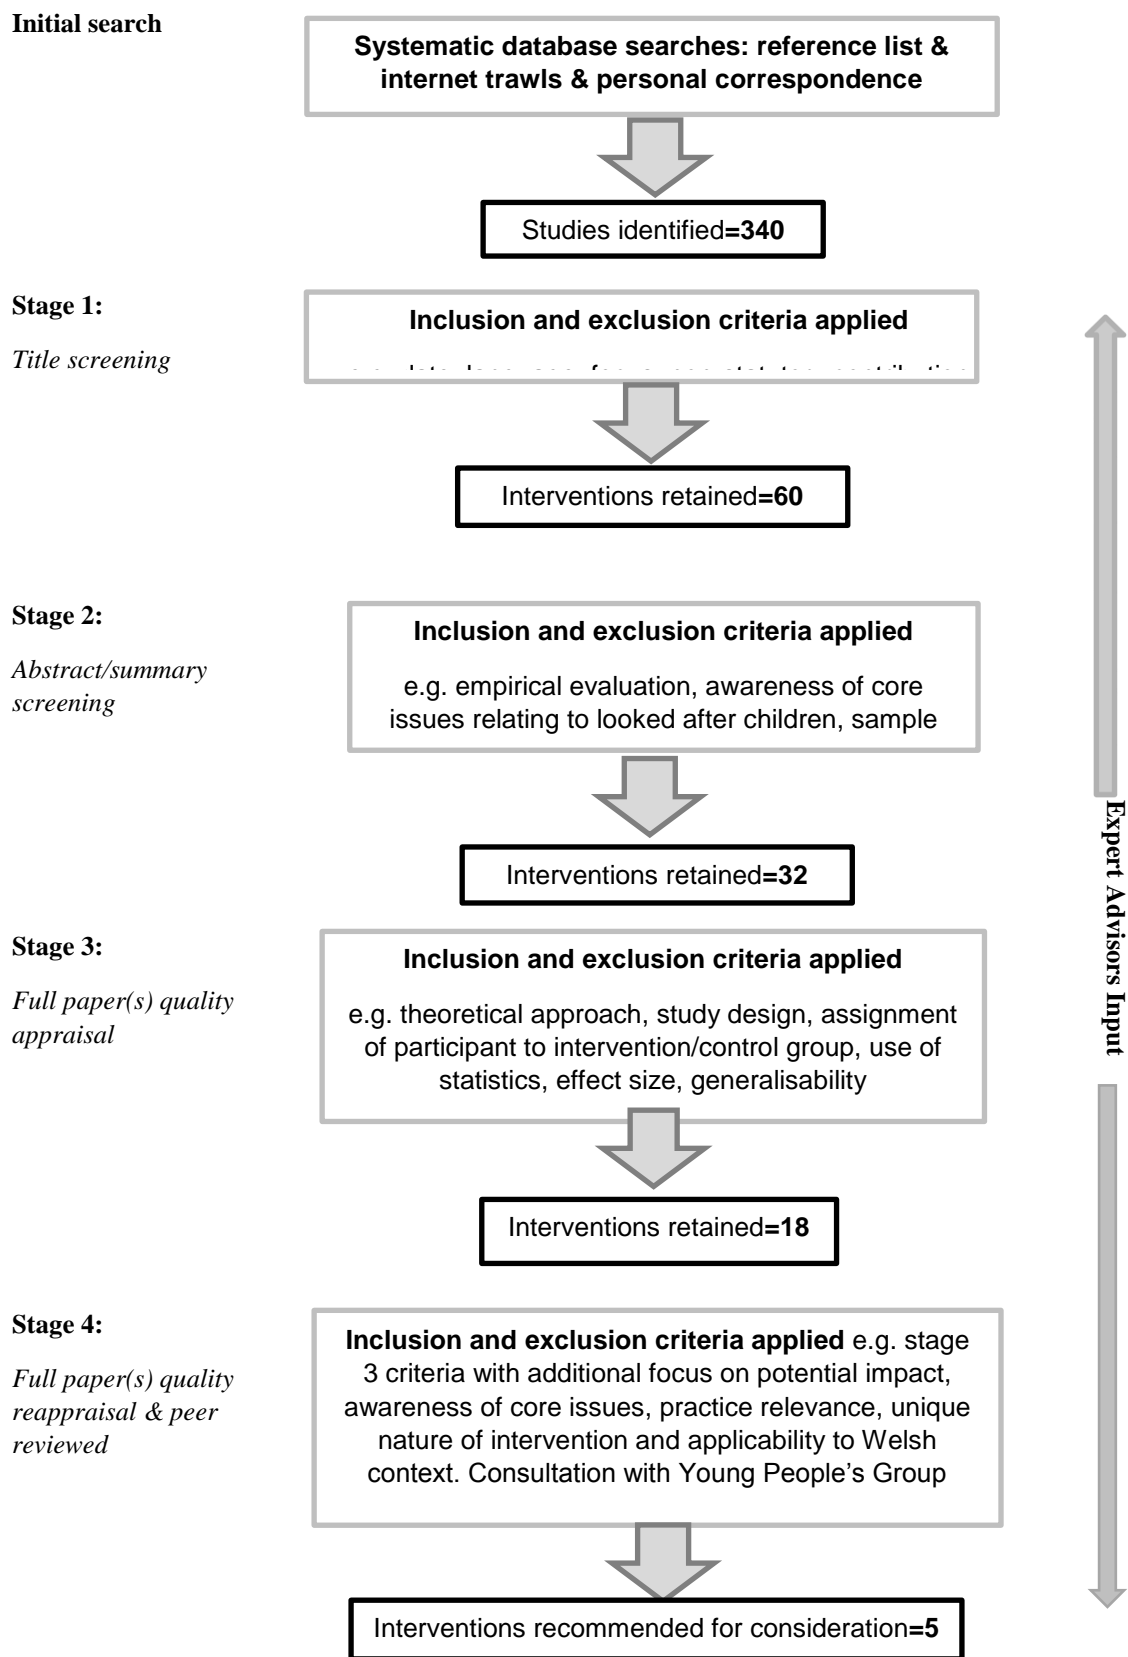 Initial search
Systematic database searches: reference list &
internet trawls & personal correspondence
Studies identified=340
Stage 1:
Title screening
Inclusion and exclusion criteria applied
Interventions retained=60
Stage 2:
Abstract/summary
screening
Inclusion and exclusion criteria applied
e.g. empirical evaluation, awareness of core
issues relating to looked after children, sample
Interventions retained=32
Stage 3:
Full paper(s) quality
appraisal
Inclusion and exclusion criteria applied
e.g. theoretical approach, study design, assignment
of participant to intervention/control group, use of
statistics, effect size, generalisability
Interventions retained=18
Stage 4:
Full paper(s) quality
reappraisal & peer
reviewed
Inclusion and exclusion criteria applied e.g. stage
3 criteria with additional focus on potential impact,
awareness of core issues, practice relevance, unique
nature of intervention and applicability to Welsh
context. Consultation with Young People’s Group
Interventions recommended for consideration=5
Expert Advisors Input